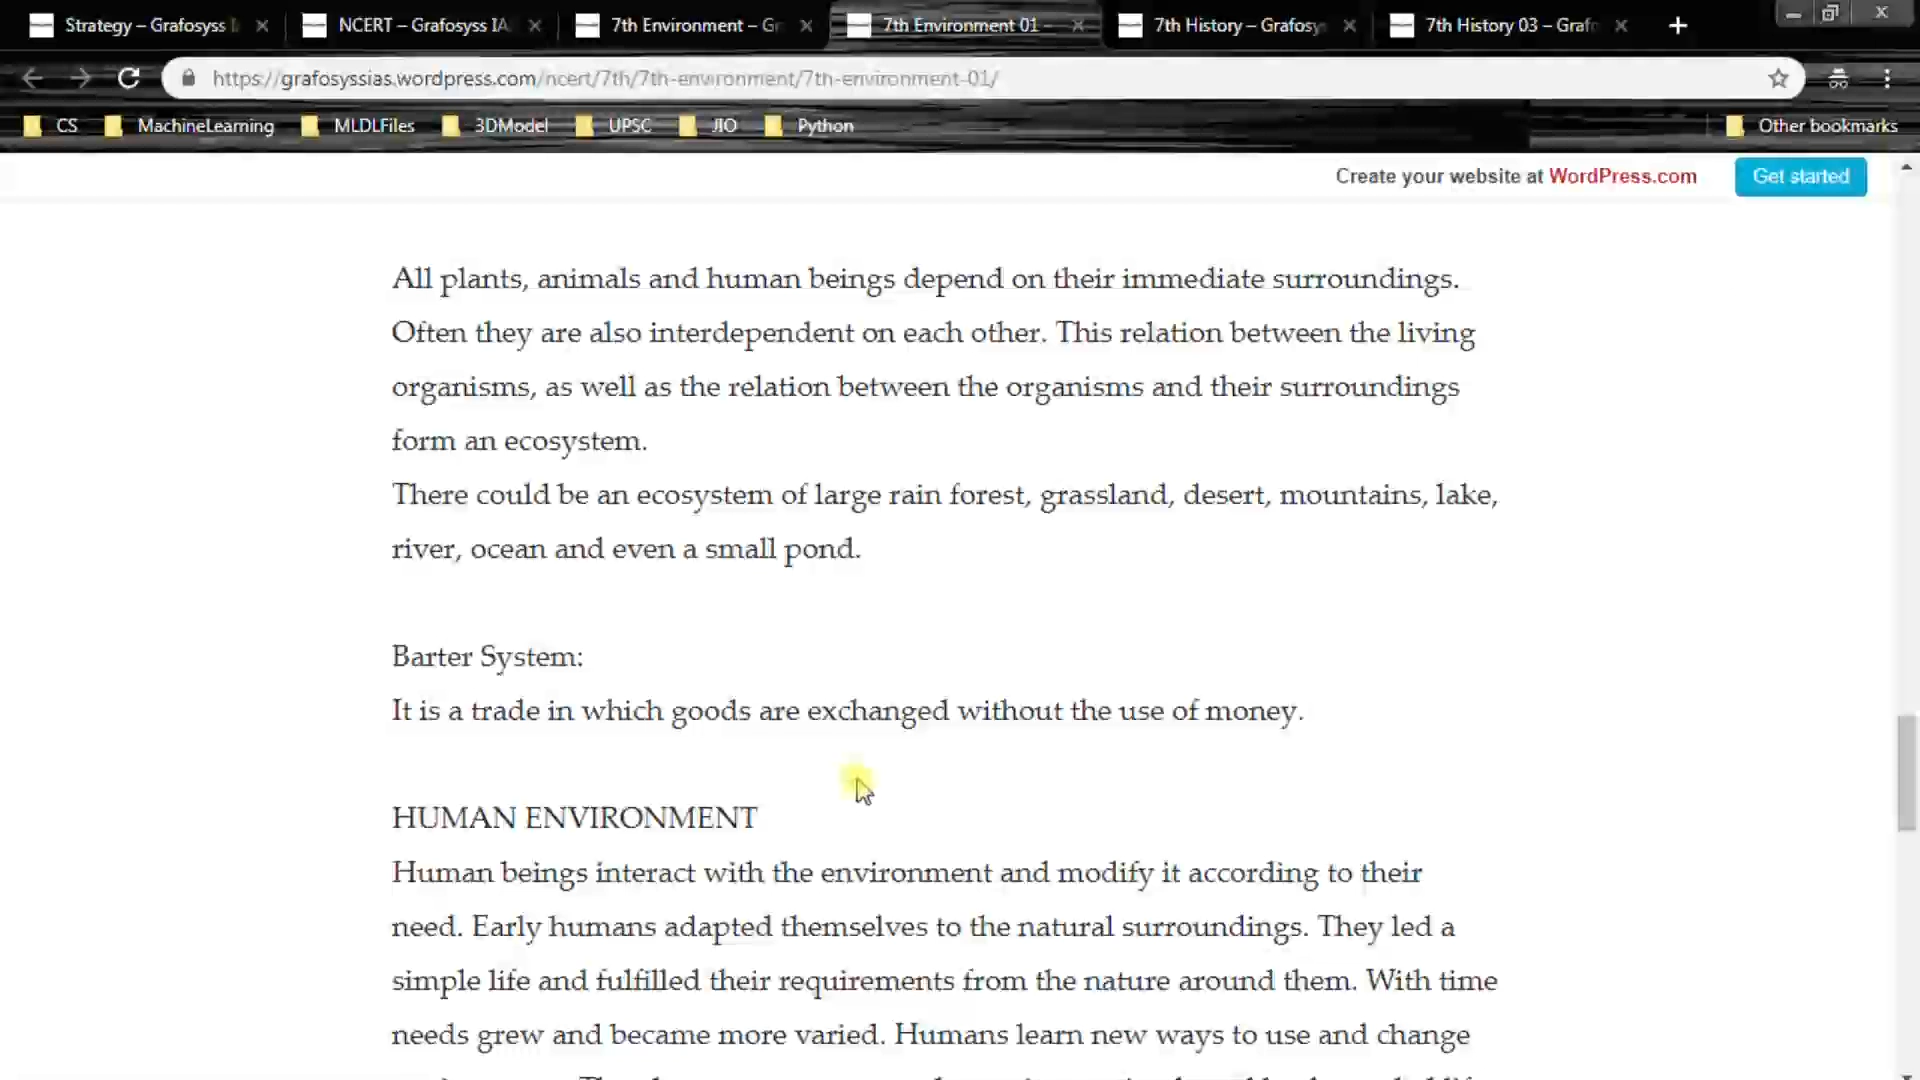 Strategy – Grafosyss
NCERT – Grafosyss IA
7th Environment – Gr
7th Environment 01 –
7th History – Grafosy
7th History 03 – Graf
https://grafosyssias.wordpress.com/ncert/7th/7th-environment/7th-environment-01/
CS MachineLearning MLDLFiles 3DModel UPSC JIO Python Other bookmarks
Create your website at WordPress.com Get started
All plants, animals and human beings depend on their immediate surroundings.
Often they are also interdependent on each other. This relation between the living
organisms, as well as the relation between the organisms and their surroundings
form an ecosystem.
There could be an ecosystem of large rain forest, grassland, desert, mountains, lake,
river, ocean and even a small pond.
Barter System:
It is a trade in which goods are exchanged without the use of money.
HUMAN ENVIRONMENT
Human beings interact with the environment and modify it according to their
need. Early humans adapted themselves to the natural surroundings. They led a
simple life and fulfilled their requirements from the nature around them. With time
needs grew and became more varied. Humans learn new ways to use and change